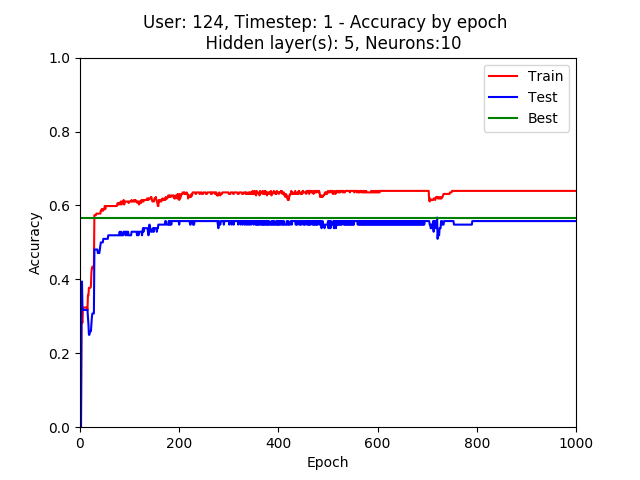 User: 124, Timestep: 1 - Accuracy by epoch
Hidden layer(s): 5, Neurons:10
1.0
0.8
0.6
0.4
0.2
0.0
Accuracy
Train
Test
Best
0
200
400
600
800
1000
Epoch